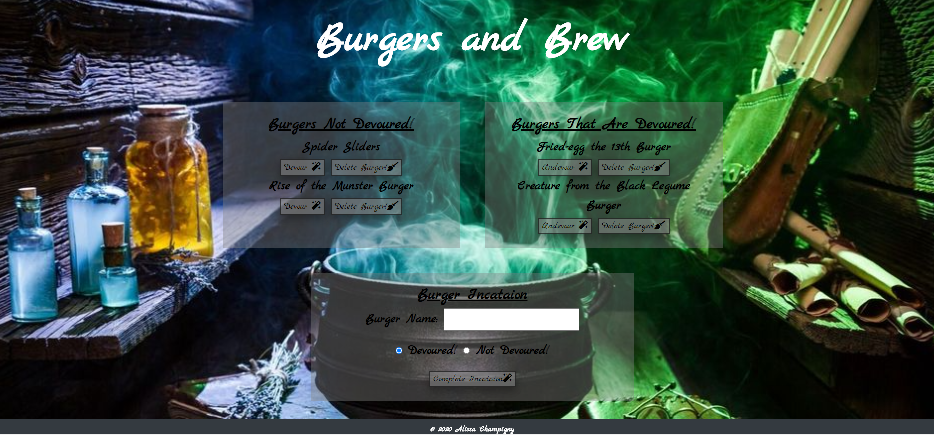 Burgers and Brew
Burgers Not Devoured!
Spider Sliders
Devour Delete Burger!
Rise of the Munster Burger
Devour Delete Burger!
Burgers That Are Devoured!
Fried-egg the 13th Burger
Undevour Delete Burger!
Creature from the Black Legume
Burger
Undevour Delete Burger!
Burger Incataion
Burger Name:
Devoured! Not Devoured!
Complete Incataion
© 2020 Alissa Champigny